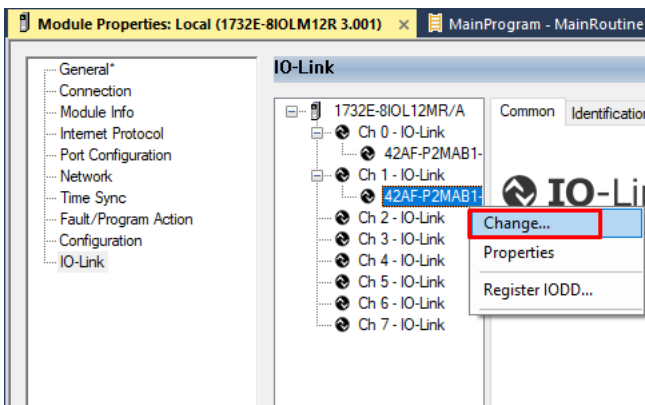 Module Properties: Local (1732E-8IOLM12R 3.001) × MainProgram - MainRoutine
General*
Connection
Module Info
Internet Protocol
Port Configuration
Network
Time Sync
Fault/Program Action
Configuration
IO-Link
IO-Link
1732E-8IOL12MR/A
Ch 0 - IO-Link
42AF-P2MAB1-
Ch 1 - IO-Link
42AF-P2MAB1-
Ch 2 - IO-Link
Ch 3 - IO-Link
Ch 4 - IO-Link
Ch 5 - IO-Link
Ch 6 - IO-Link
Ch 7 - IO-Link
Common Identification
IO-Lin
Change...
Properties
Register IODD...